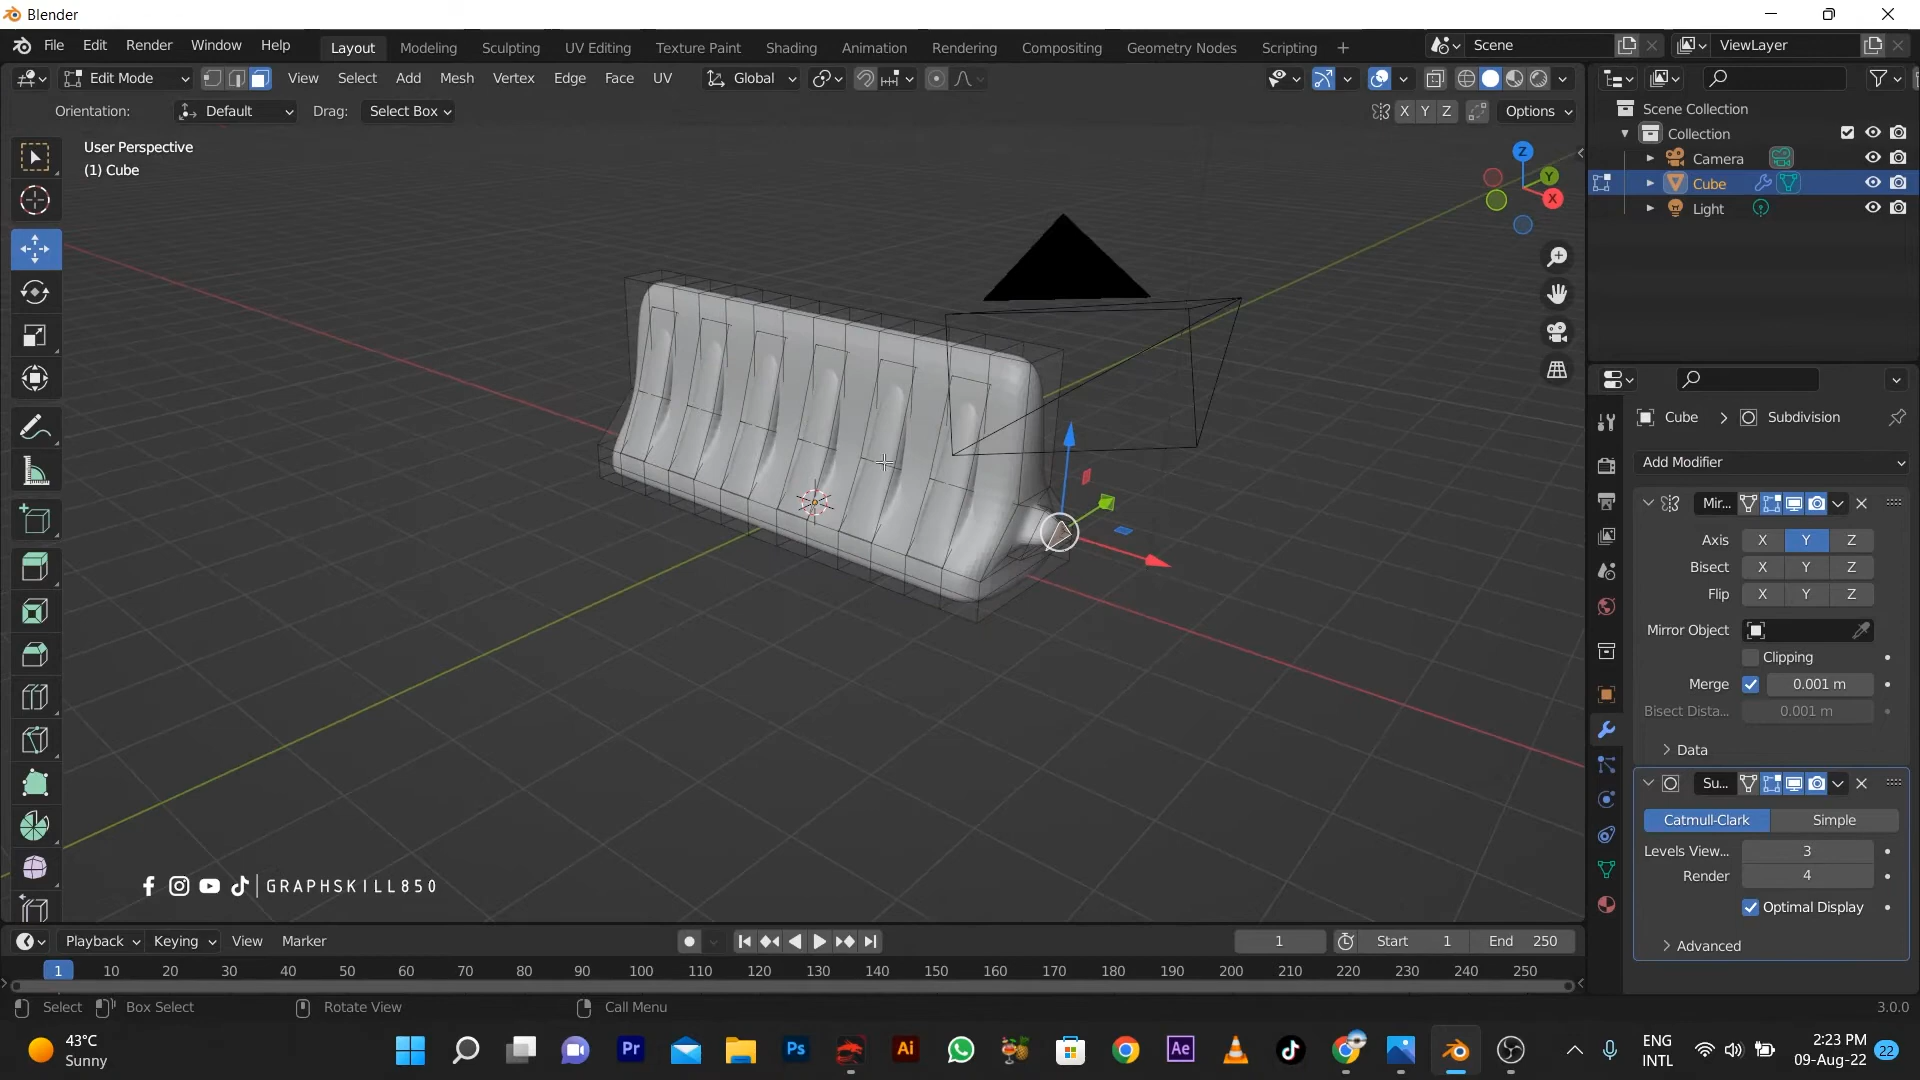 Blender
File Edit Render Window Help Layout Modeling Sculpting UV Editing Texture Paint Shading Animation Rendering Compositing Geometry Nodes Scripting + Scene ViewLayer
Edit Mode View Select Add Mesh Vertex Edge Face UV Global
Orientation: Default Drag: Select Box X Y Z Options
User Perspective
(1) Cube
Z
Y
X
Scene Collection
Collection
Camera
Cube
Light
Cube > Subdivision
Add Modifier
Mir...
Axis X Y Z
Bisect X Y Z
Flip X Y Z
Mirror Object
Clipping
Merge 0.001 m
Bisect Dista... 0.001 m
> Data
Su...
Catmull-Clark Simple
Levels View... 3
Render 4
Optimal Display
> Advanced
GRAPHSKILL850
Playback Keying View Marker 1 Start 1 End 250
1 10 20 30 40 50 60 70 80 90 100 110 120 130 140 150 160 170 180 190 200 210 220 230 240 250
Select Box Select Rotate View Call Menu 3.0.0
43°C
Sunny
Pr Ps Ai Ae
ENG
INTL
2:23 PM
09-Aug-22
22